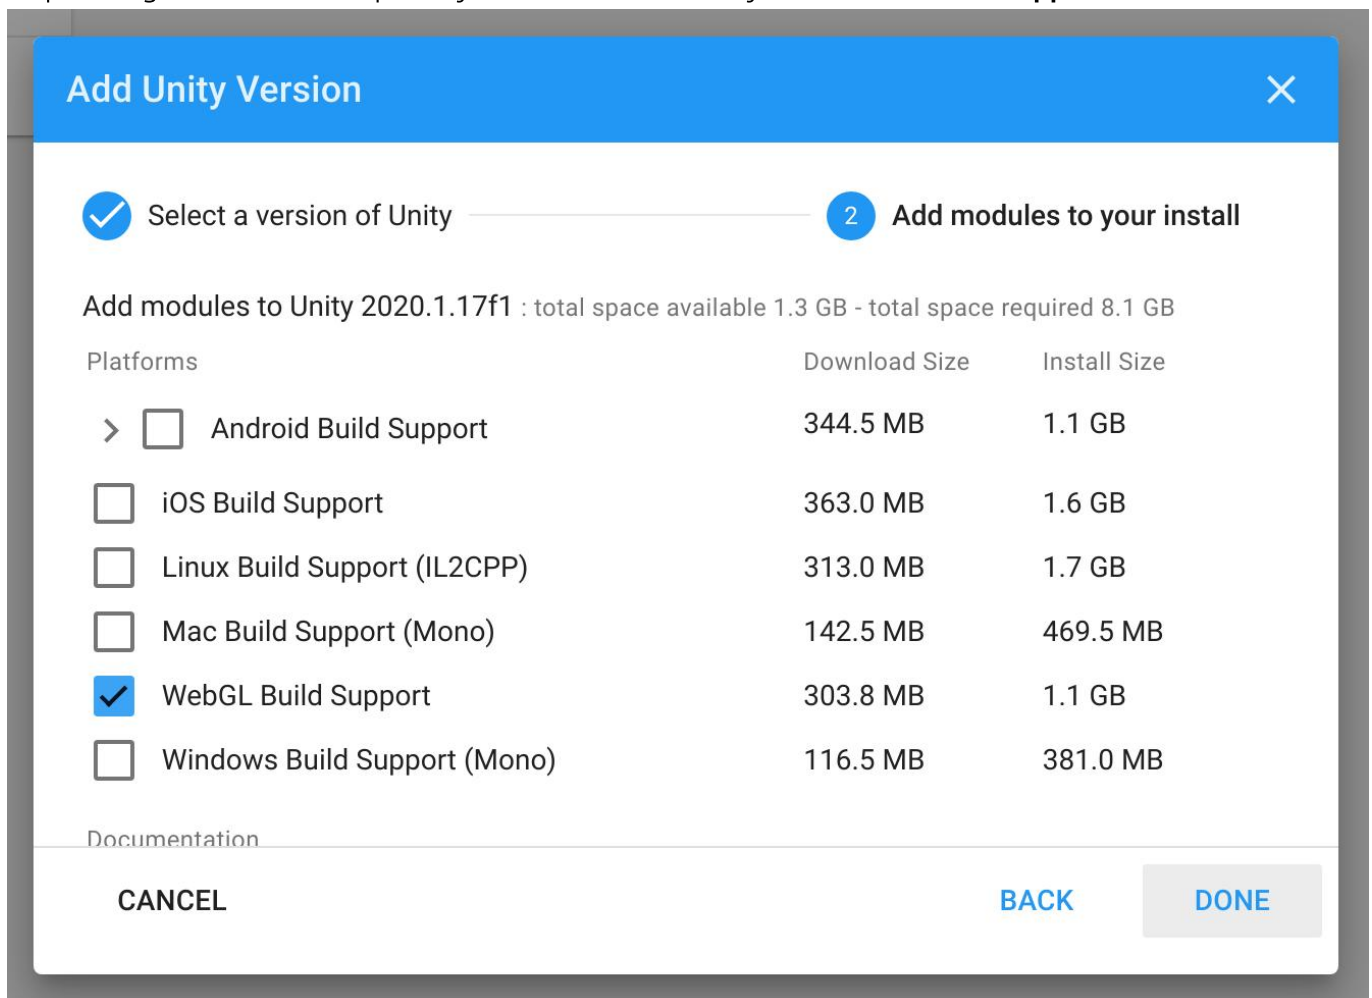 Add Unity Version
Select a version of Unity
2 Add modules to your install
Add modules to Unity 2020.1.17f1 : total space available 1.3 GB - total space required 8.1 GB
Platforms Download Size Install Size
Android Build Support 344.5 MB 1.1 GB
iOS Build Support 363.0 MB 1.6 GB
Linux Build Support (IL2CPP) 313.0 MB 1.7 GB
Mac Build Support (Mono) 142.5 MB 469.5 MB
WebGL Build Support 303.8 MB 1.1 GB
Windows Build Support (Mono) 116.5 MB 381.0 MB
Documentation
CANCEL BACK DONE